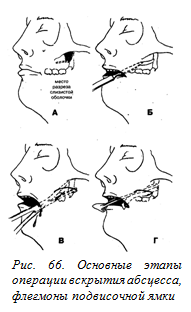 место
разреза
слизистой
оболочки
А
Б
В
Г
Рис. 66. Основные этапы
операции вскрытия абсцесса,
флегмоны подвисочной ямки